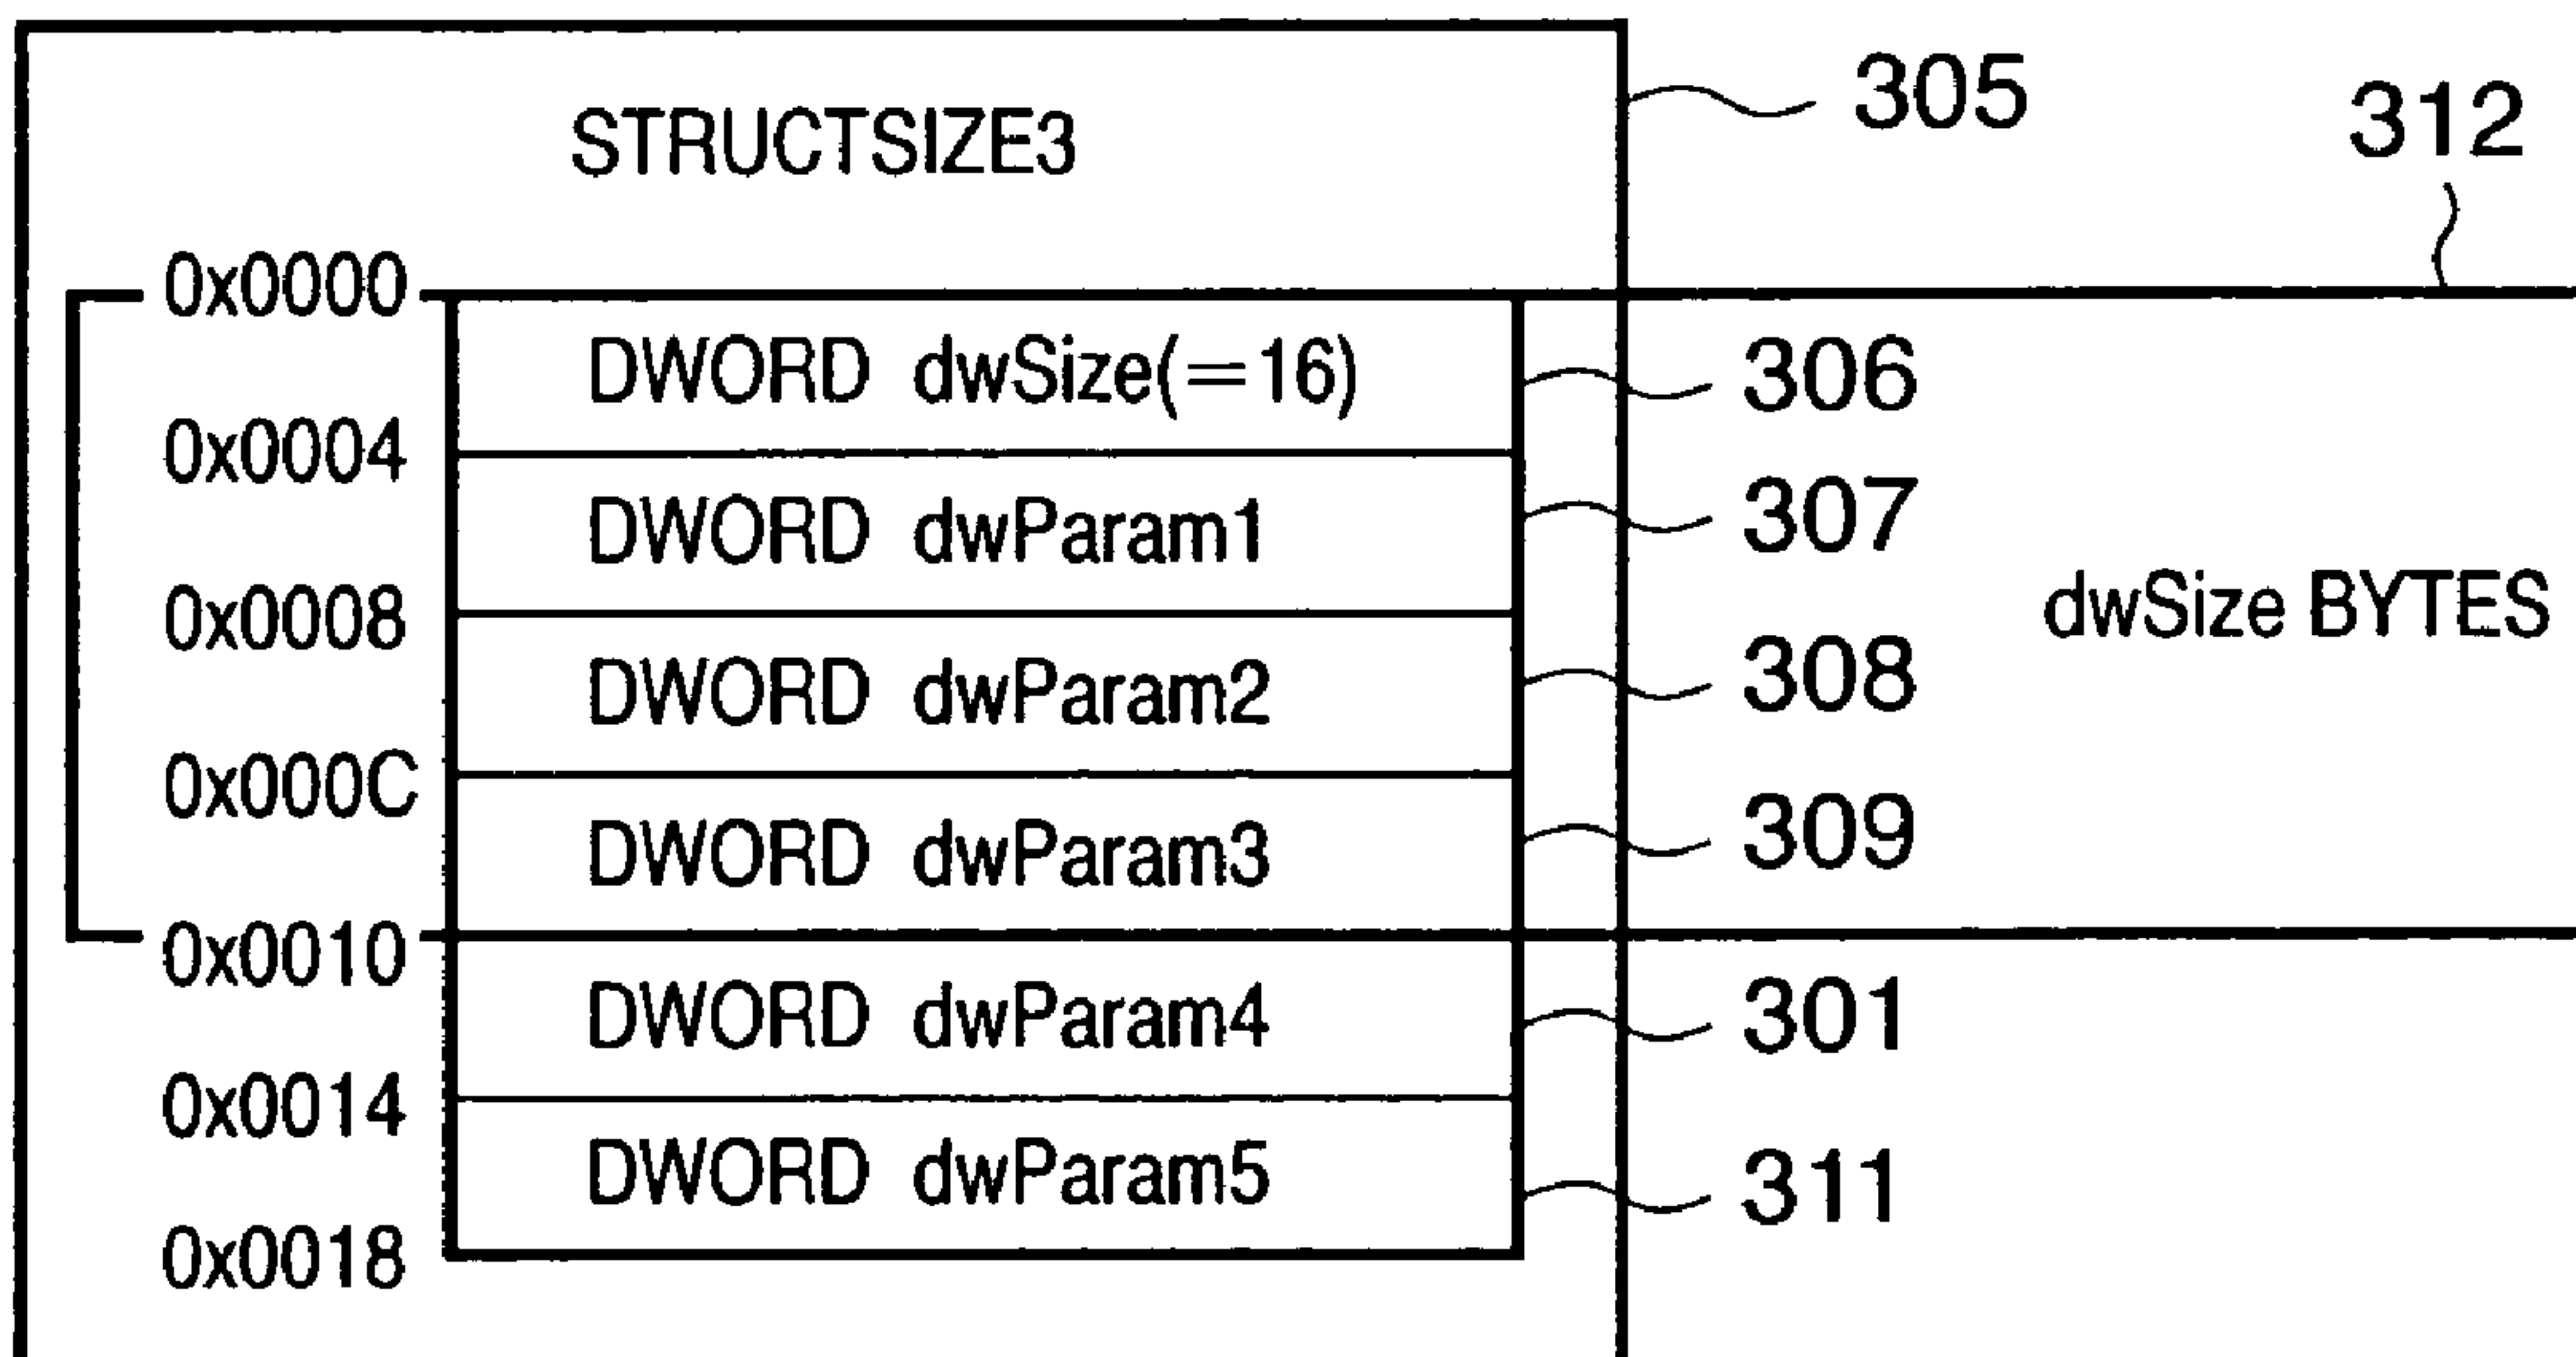 305
312
STRUCTSIZE3
0x0000
DWORD dwSize(=16)
306
0x0004
DWORD dwParam1
307
dwSize BYTES
0x0008
DWORD dwParam2
308
0x000C
DWORD dwParam3
309
0x0010
DWORD dwParam4
301
0x0014
DWORD dwParam5
311
0x0018